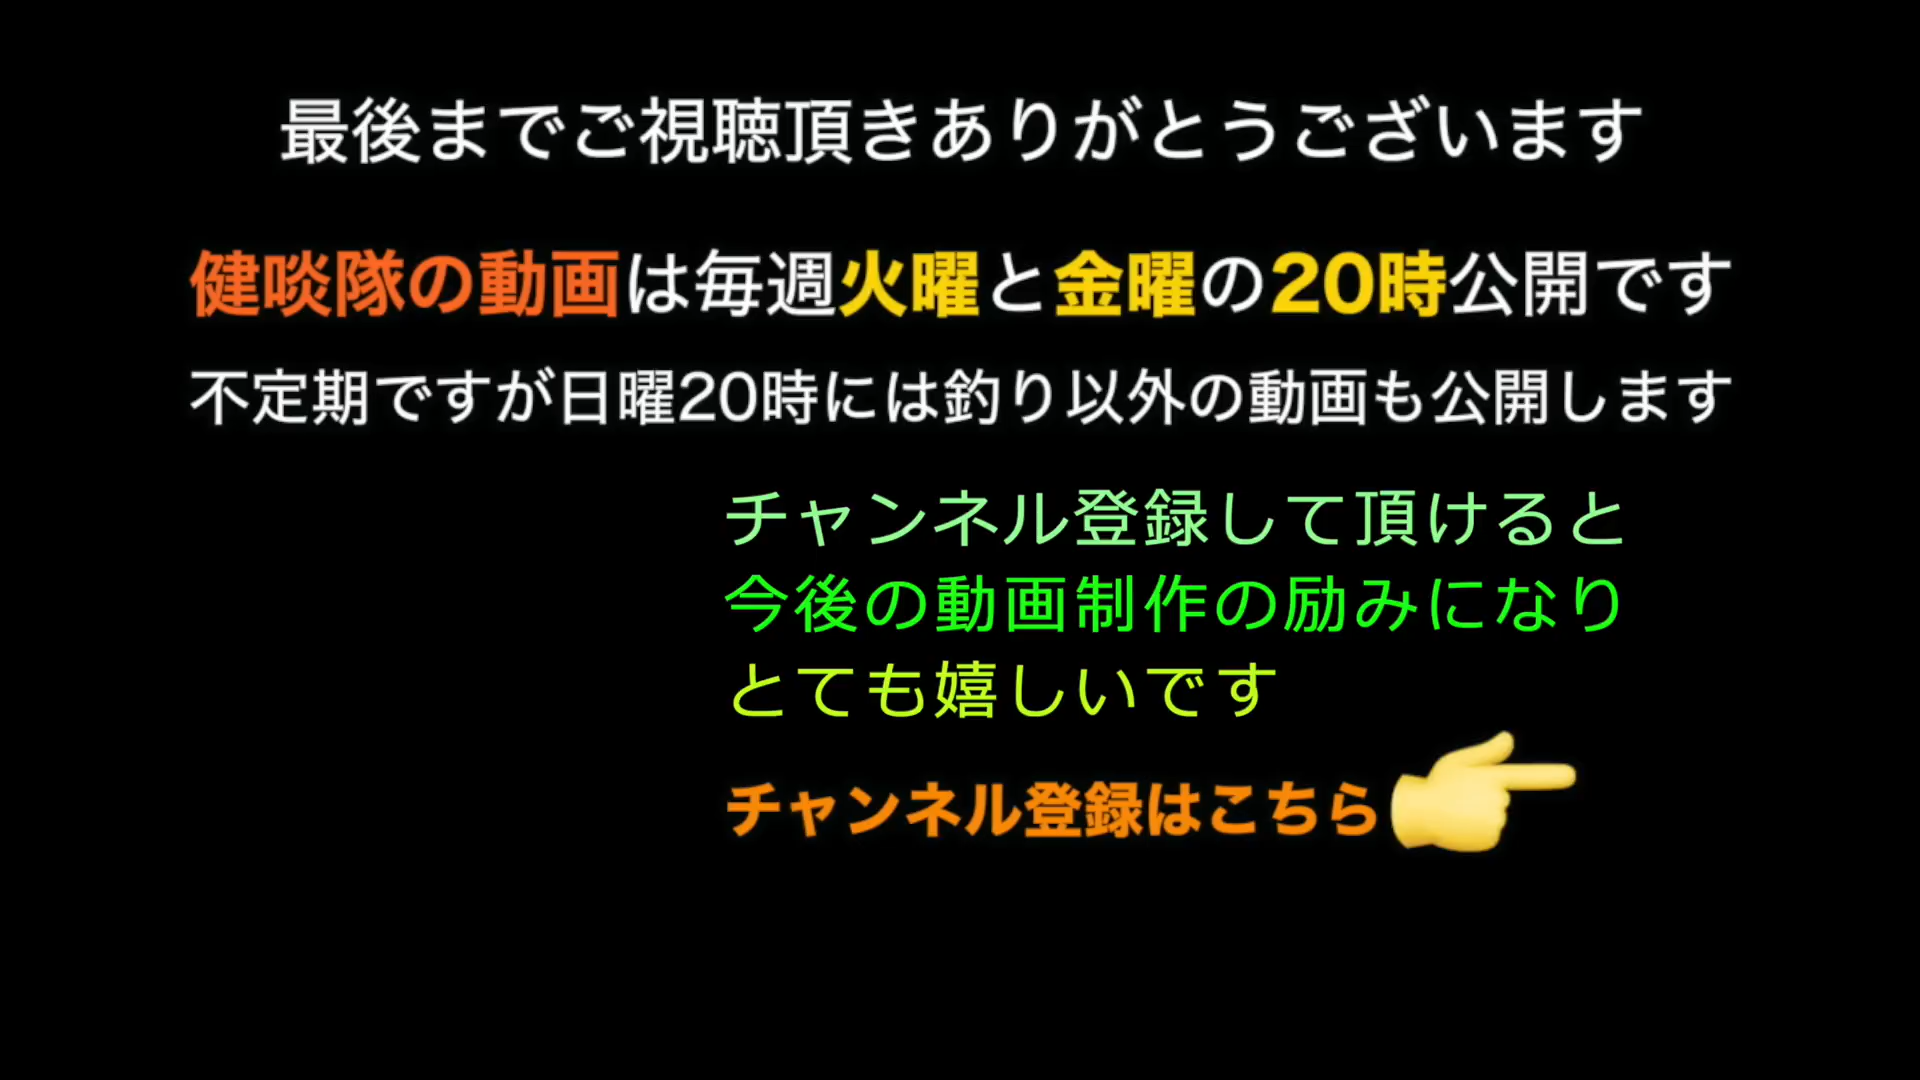 最後までご視聴頂きありがとうございます
健啖隊の動画は毎週火曜と金曜の20時公開です
不定期ですが日曜20時には釣り以外の動画も公開します
チャンネル登録して頂けると
今後の動画制作の励みになり
とても嬉しいです
チャンネル登録はこちら